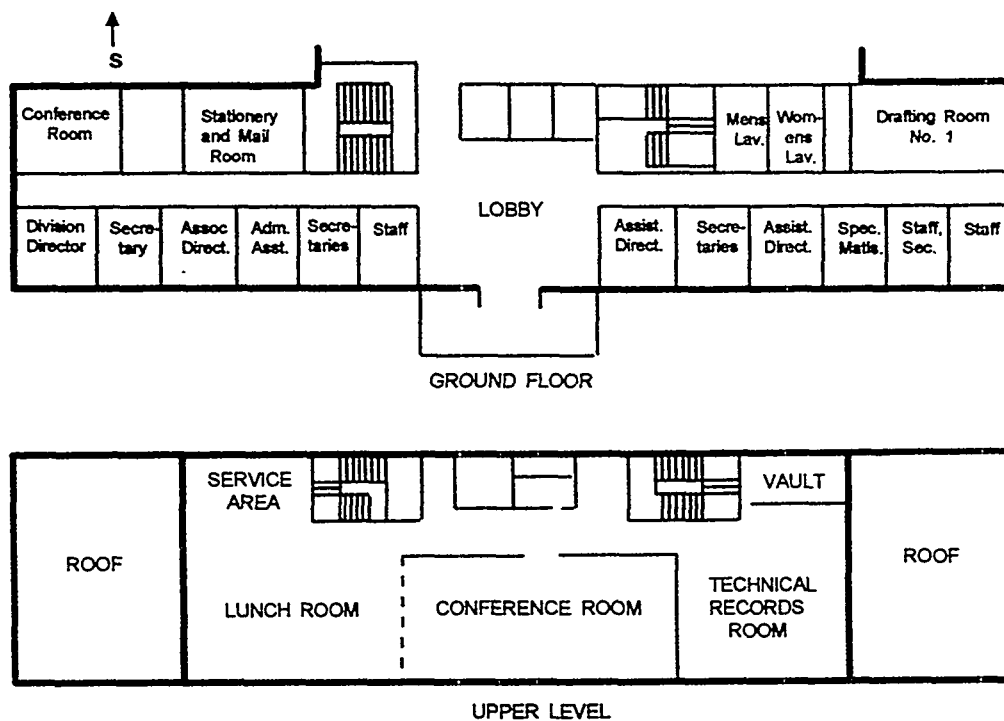 S
Conference
Room
Stationery
and Mail
Room
Mens
Lav.
Wom-
ens
Lav.
Drafting Room
No. 1
LOBBY
Division
Director
Secre-
tary
Assoc
Direct.
Adm.
Asst.
Secre-
taries
Staff
Assist.
Direct.
Secre-
taries
Assist.
Direct.
Spec.
Matls.
Staff,
Sec.
Staff
GROUND FLOOR
SERVICE
AREA
VAULT
ROOF
LUNCH ROOM
CONFERENCE ROOM
TECHNICAL
RECORDS
ROOM
ROOF
UPPER LEVEL